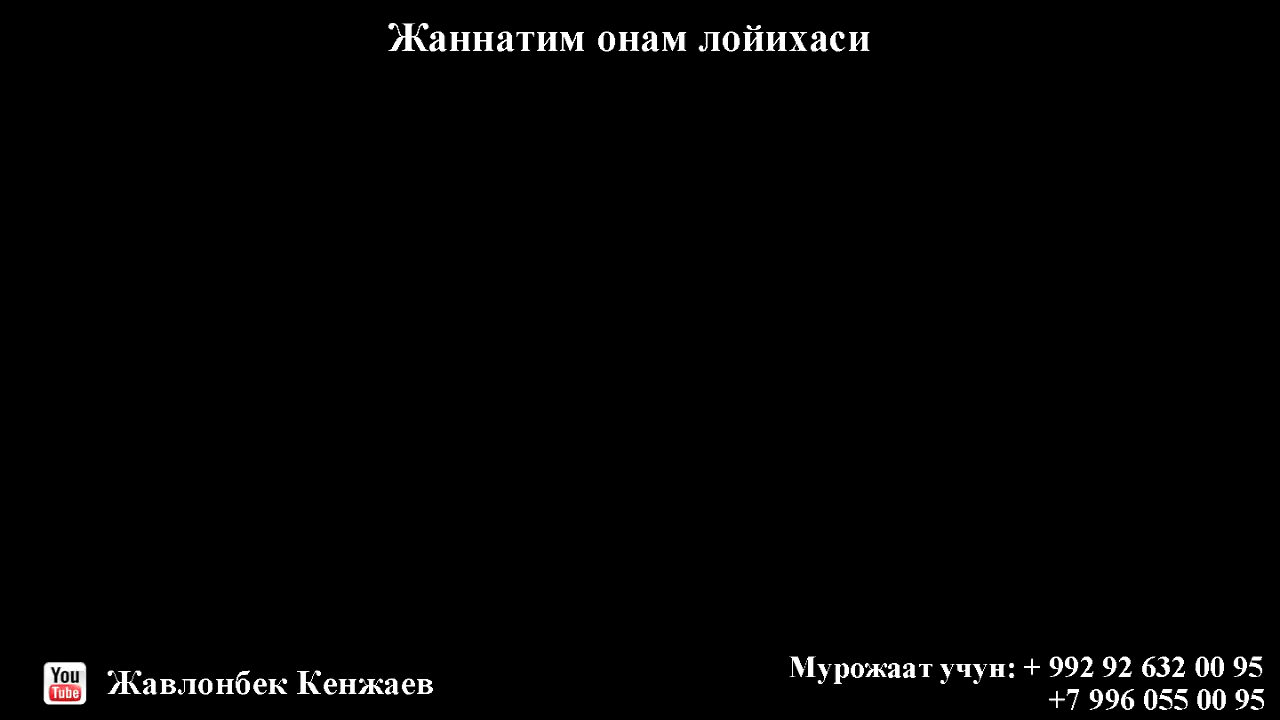 Жаннатим онам лойихаси
You
Tube
Жавлонбек Кенжаев
Мурожаат учун: + 992 92 632 00 95
+7 996 055 00 95